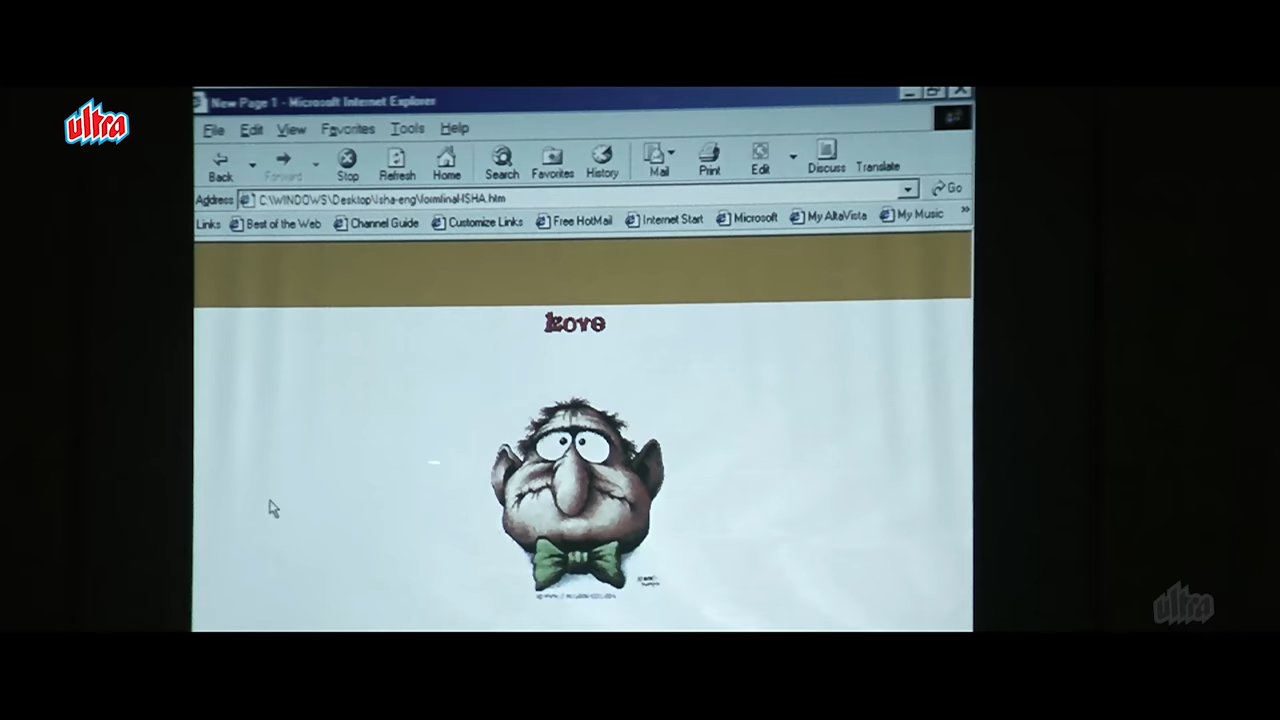 ultra
New Page 1 - Microsoft Internet Explorer
File Edit View Favorites Tools Help
Back Forward Stop Refresh Home Search Favorites History Mail Print Edit Discuss Translate
Address C:\WINDOWS\Desktop\ Go
Links Best of the Web Channel Guide Customize Links Free HotMail Internet Start Microsoft My AltaVista My Music »
ultra